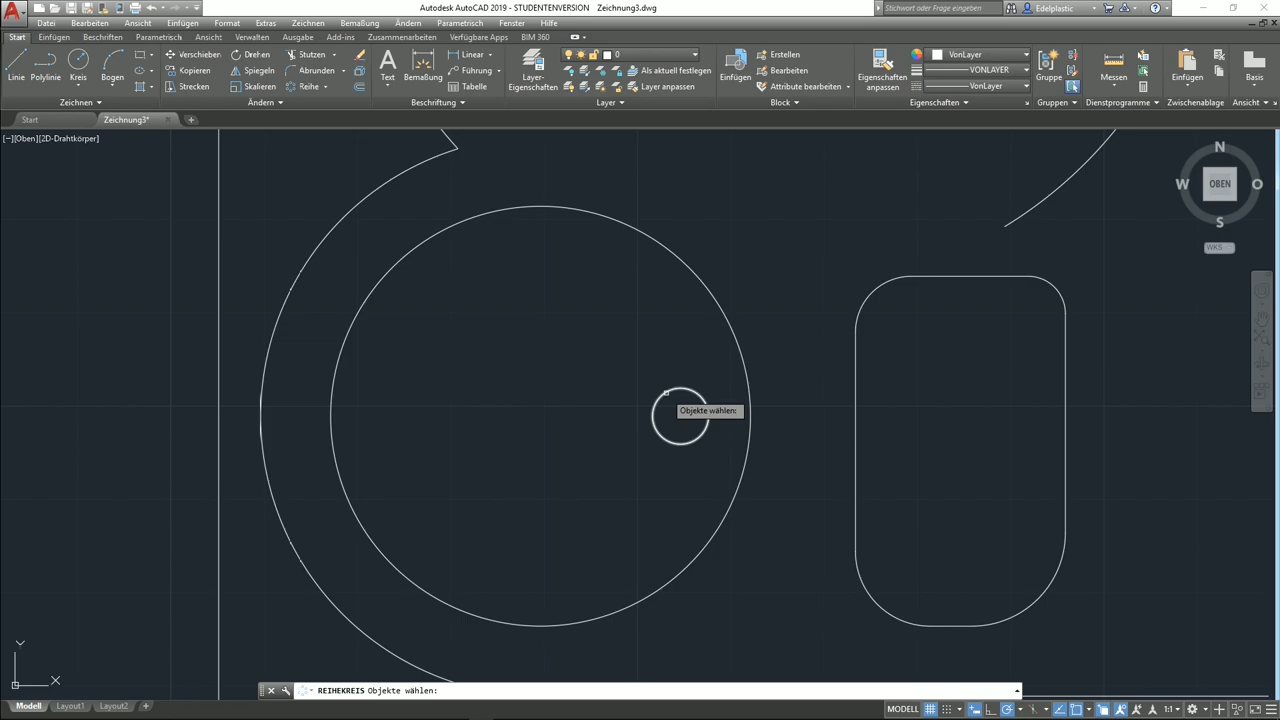 Autodesk AutoCAD 2019 - STUDENTENVERSION Zeichnung3.dwg
Stichwort oder Frage eingeben
Edelplastic
Datei Bearbeiten Ansicht Einfügen Format Extras Zeichnen Bemaßung Ändern Parametrisch Fenster Hilfe
Start Einfügen Beschriften Parametrisch Ansicht Verwalten Ausgabe Add-ins Zusammenarbeiten Verfügbare Apps BIM 360
Linie Polylinie Kreis Bogen
Verschieben Drehen Stutzen
Kopieren Spiegeln Abrunden
Strecken Skalieren Reihe
Text Bemaßung
Linear
Führung
Tabelle
Layer-
Eigenschaften
0
Als aktuell festlegen
Layer anpassen
Einfügen
Erstellen
Bearbeiten
Attribute bearbeiten
Eigenschaften
anpassen
VonLayer
VONLAYER
VonLayer
Gruppe
Messen
Einfügen
Basis
Zeichnen Ändern Beschriftung Layer Block Eigenschaften Gruppen Dienstprogramme Zwischenablage Ansicht
Start Zeichnung3*
[−][Oben][2D-Drahtkörper]
N
W OBEN O
S
WKS
Objekte wählen:
Y
X
REIHEKREIS Objekte wählen:
Modell Layout1 Layout2
MODELL
1:1